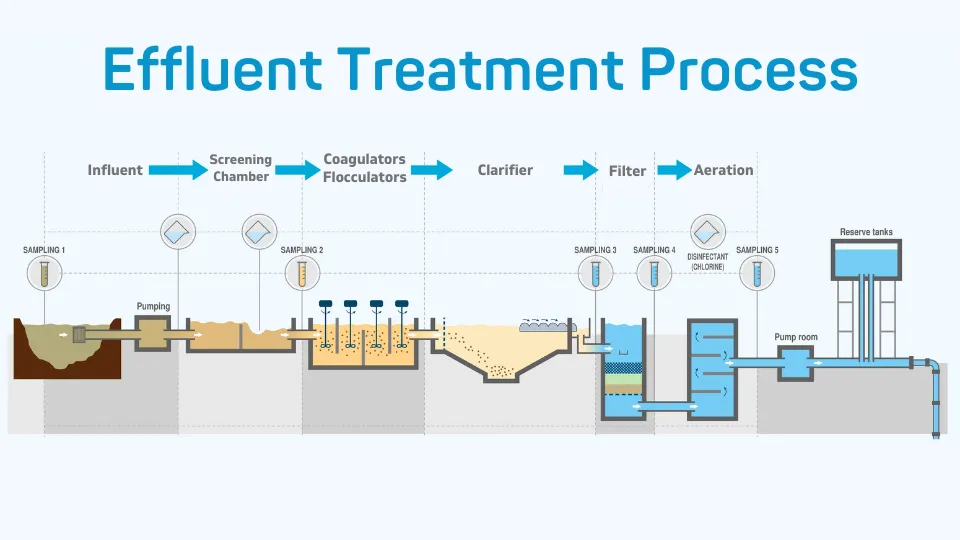 Effluent Treatment Process
Influent
Screening
Chamber
Coagulators
Flocculators
Clarifier
Filter
Aeration
SAMPLING 1
SAMPLING 2
SAMPLING 3
SAMPLING 4
DISINFECTANT
(CHLORINE)
SAMPLING 5
Reserve tanks
Pumping
Pump room